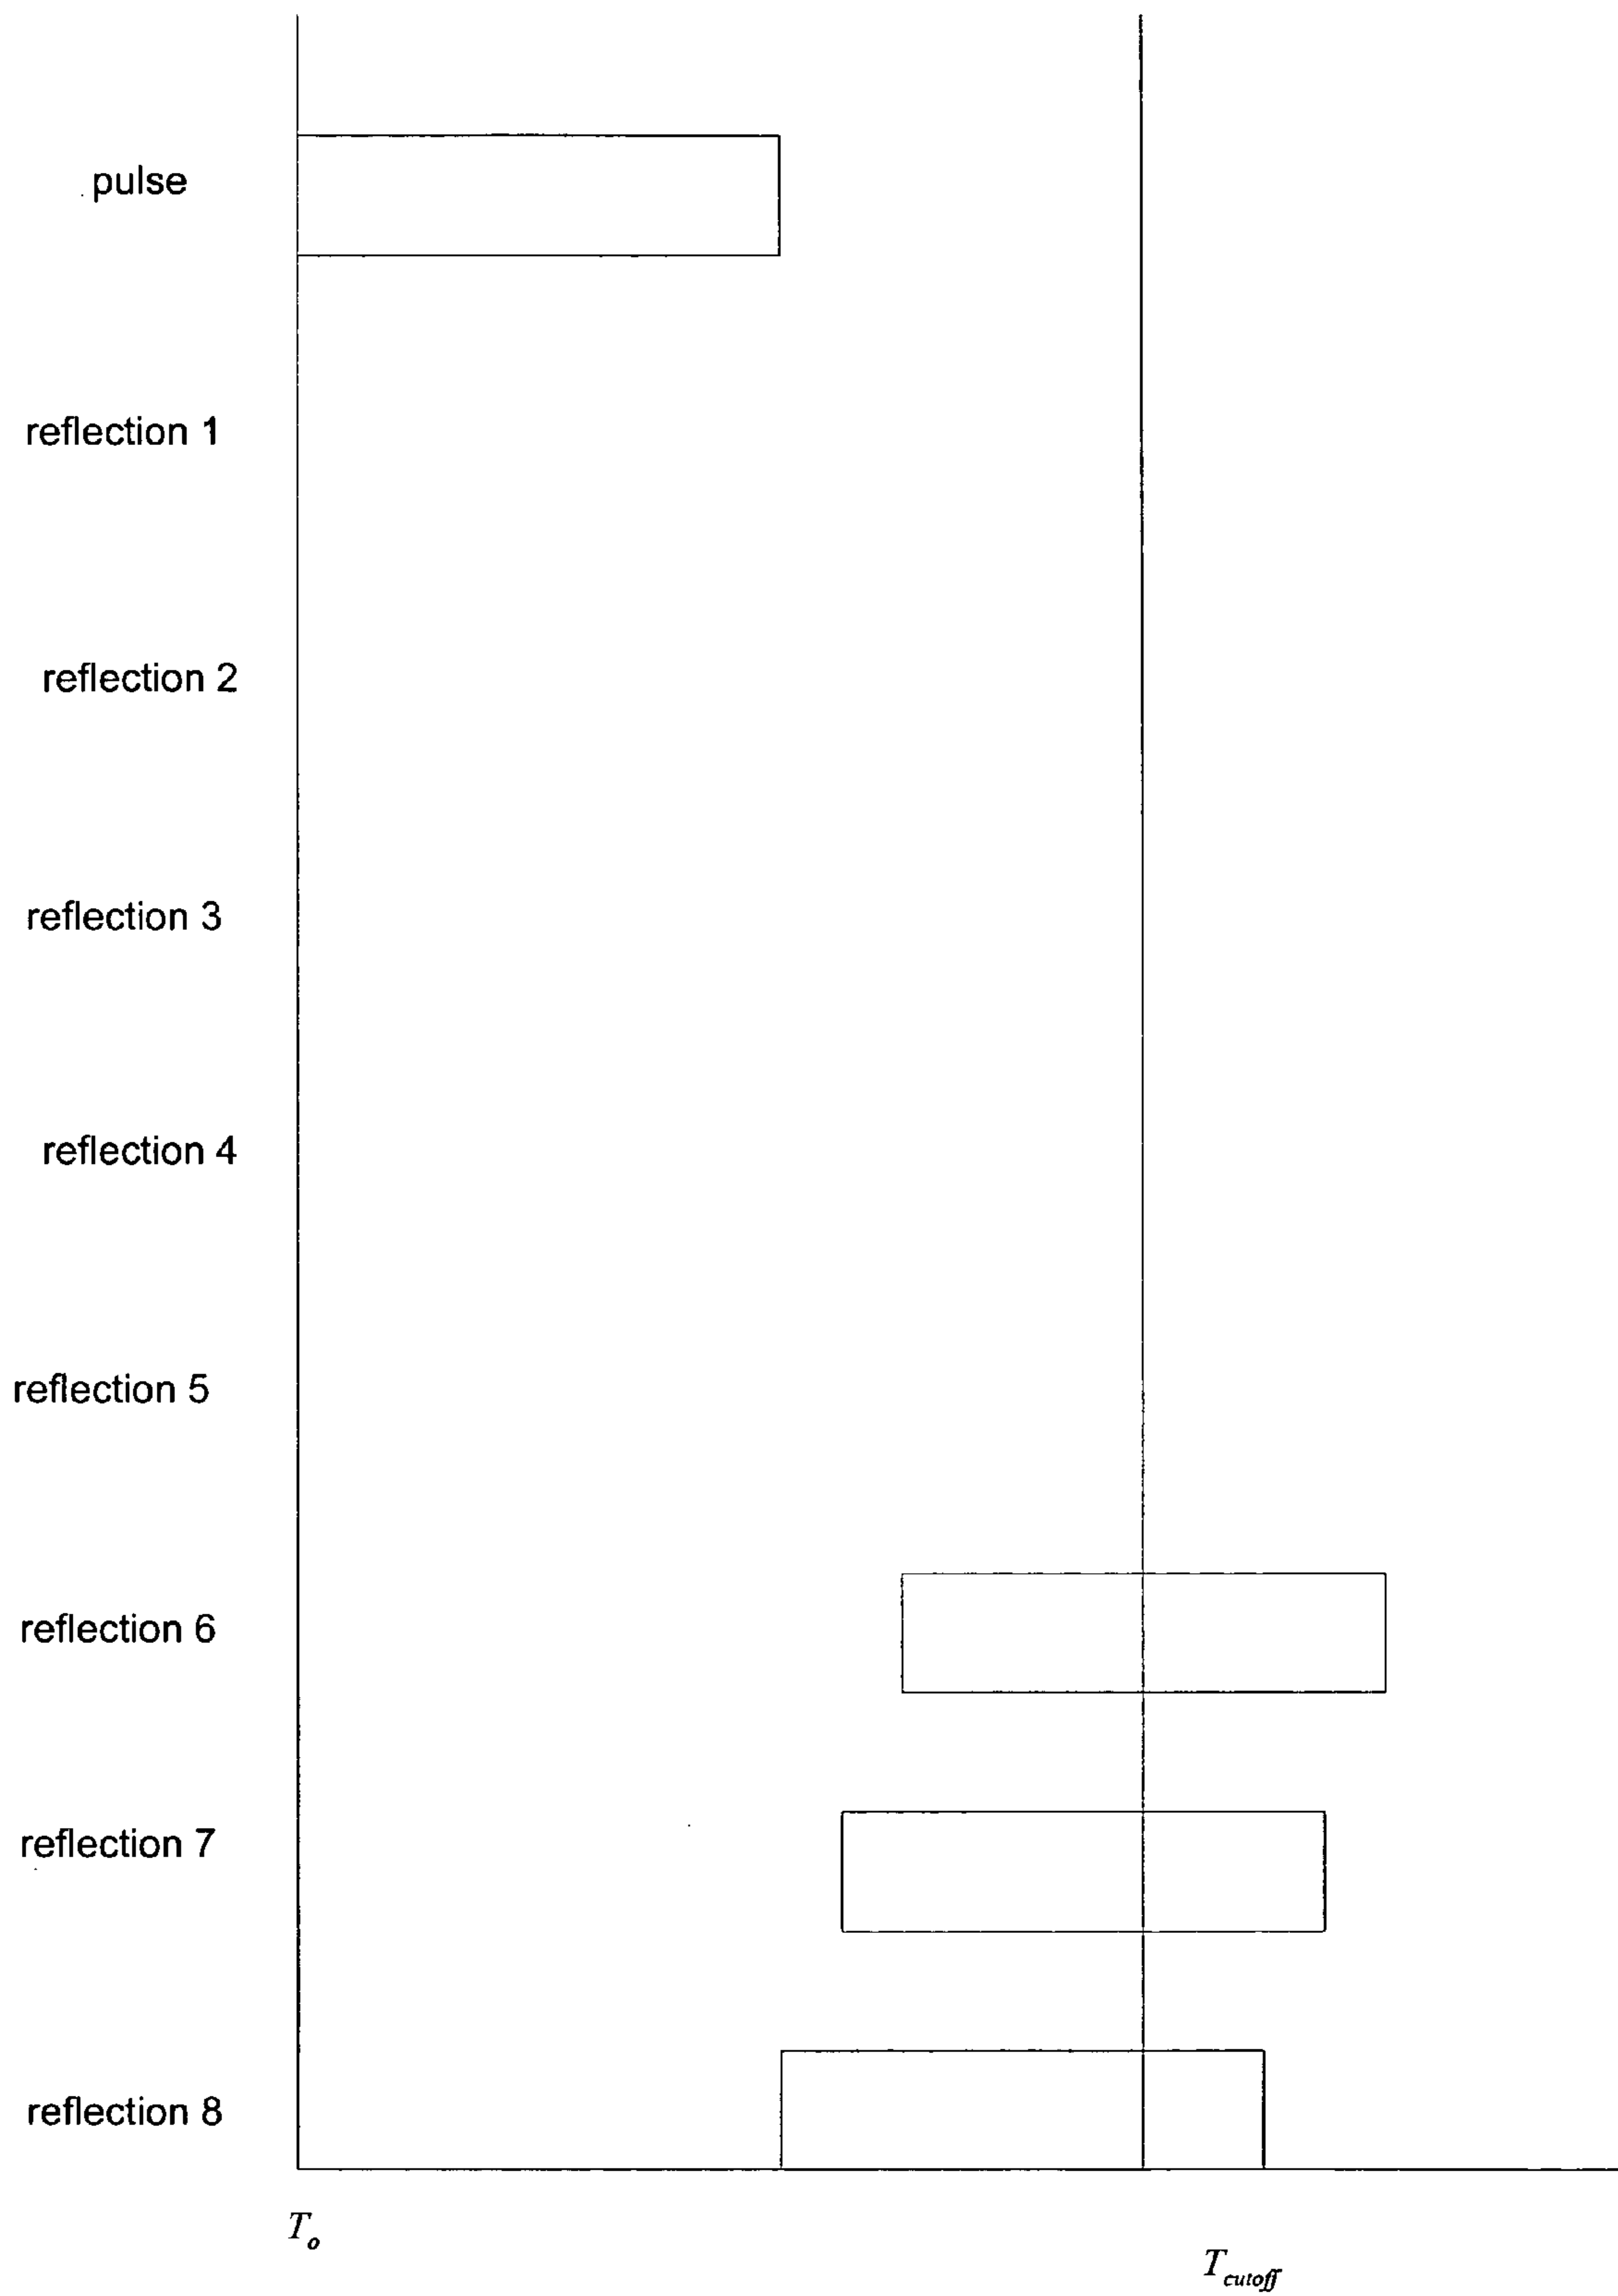 pulse
reflection 1
reflection 2
reflection 3
reflection 4
reflection 5
reflection 6
reflection 7
reflection 8
T_o
T_cutoff